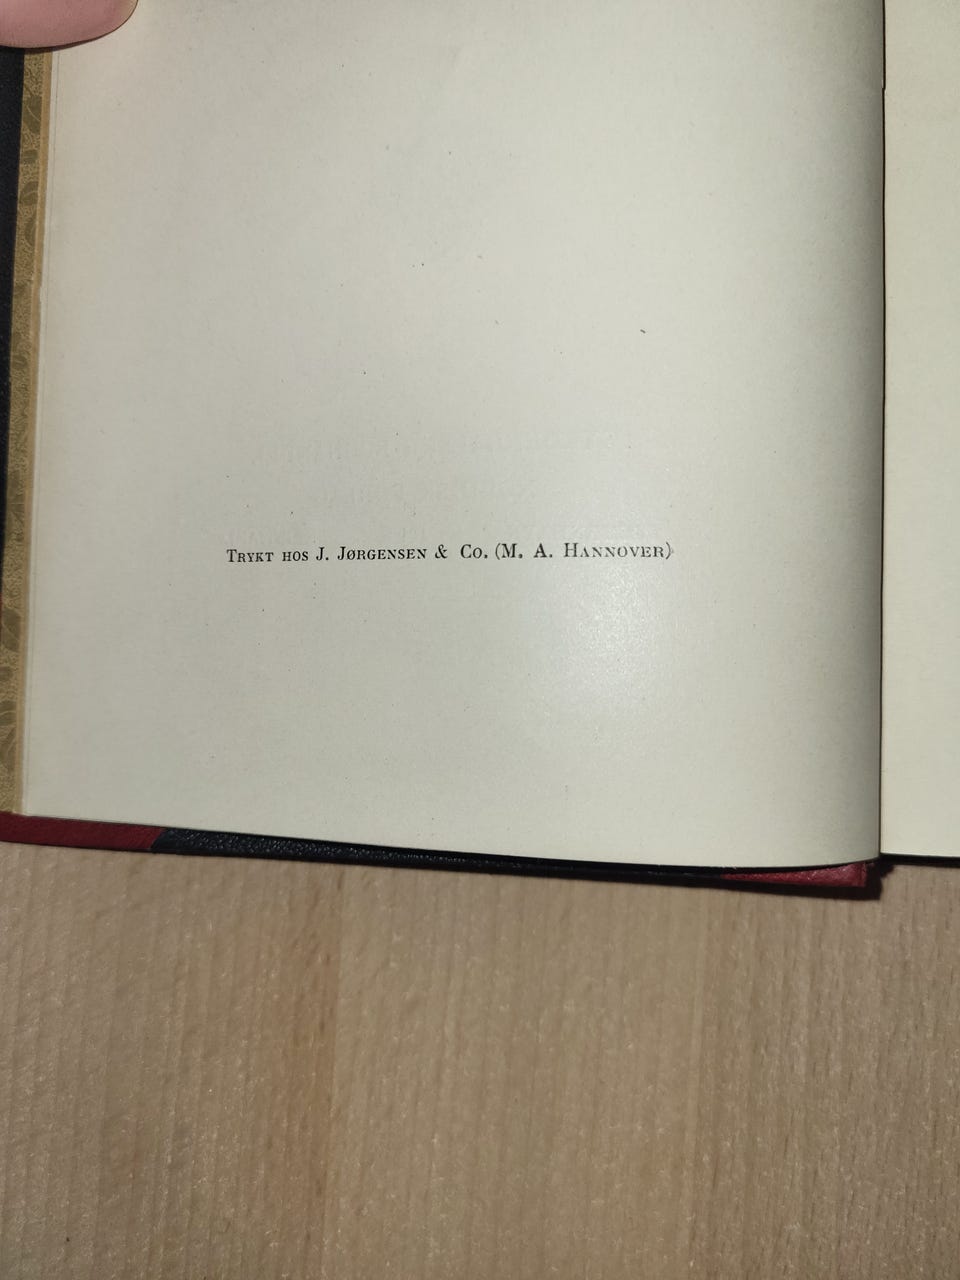 Trykt hos J. Jørgensen & Co. (M. A. Hannover)